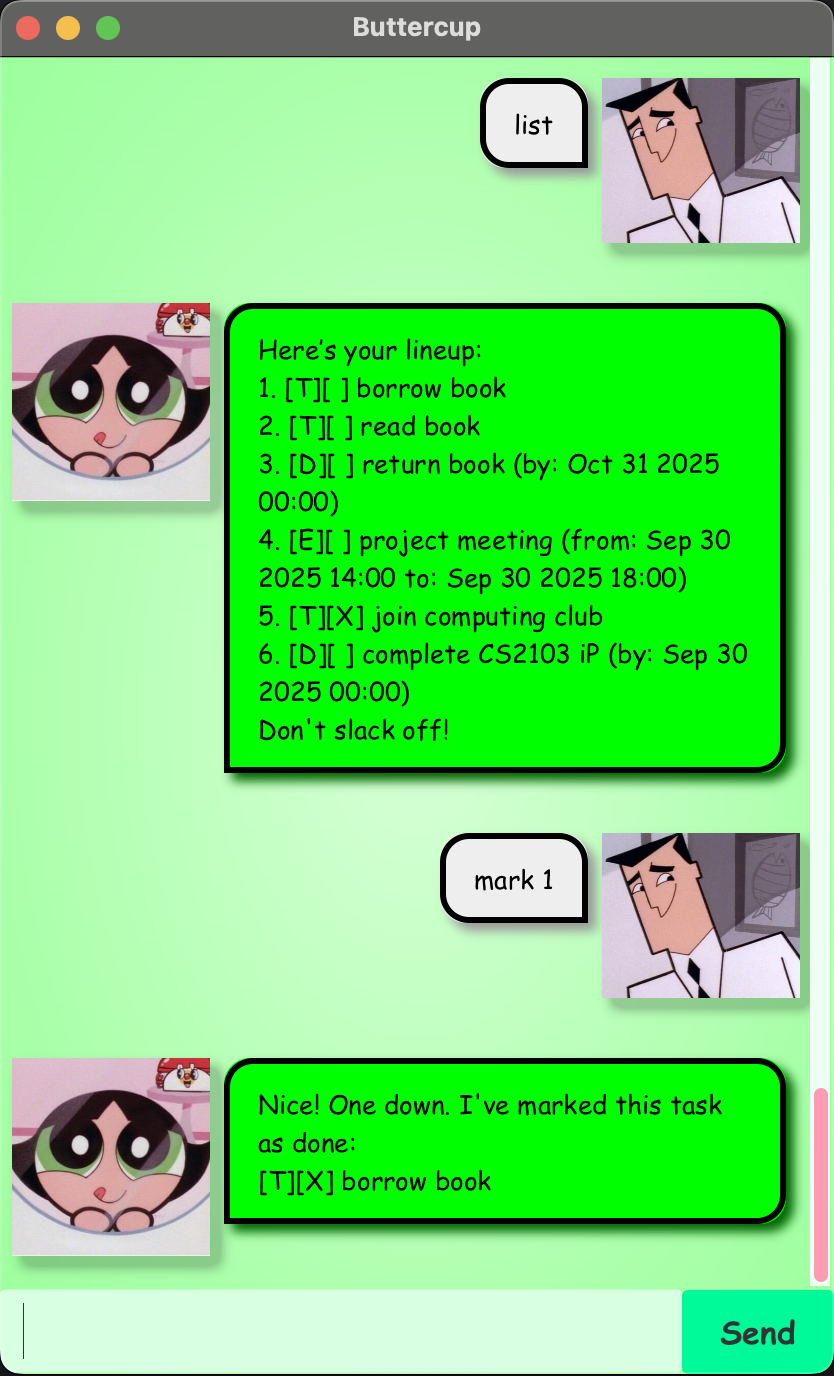 Buttercup
list
Here's your lineup:
1. [T][ ] borrow book
2. [T][ ] read book
3. [D][ ] return book (by: Oct 31 2025
00:00)
4. [E][ ] project meeting (from: Sep 30
2025 14:00 to: Sep 30 2025 18:00)
5. [T][X] join computing club
6. [D][ ] complete CS2103 iP (by: Sep 30
2025 00:00)
Don't slack off!
mark 1
Nice! One down. I've marked this task
as done:
[T][X] borrow book
Send